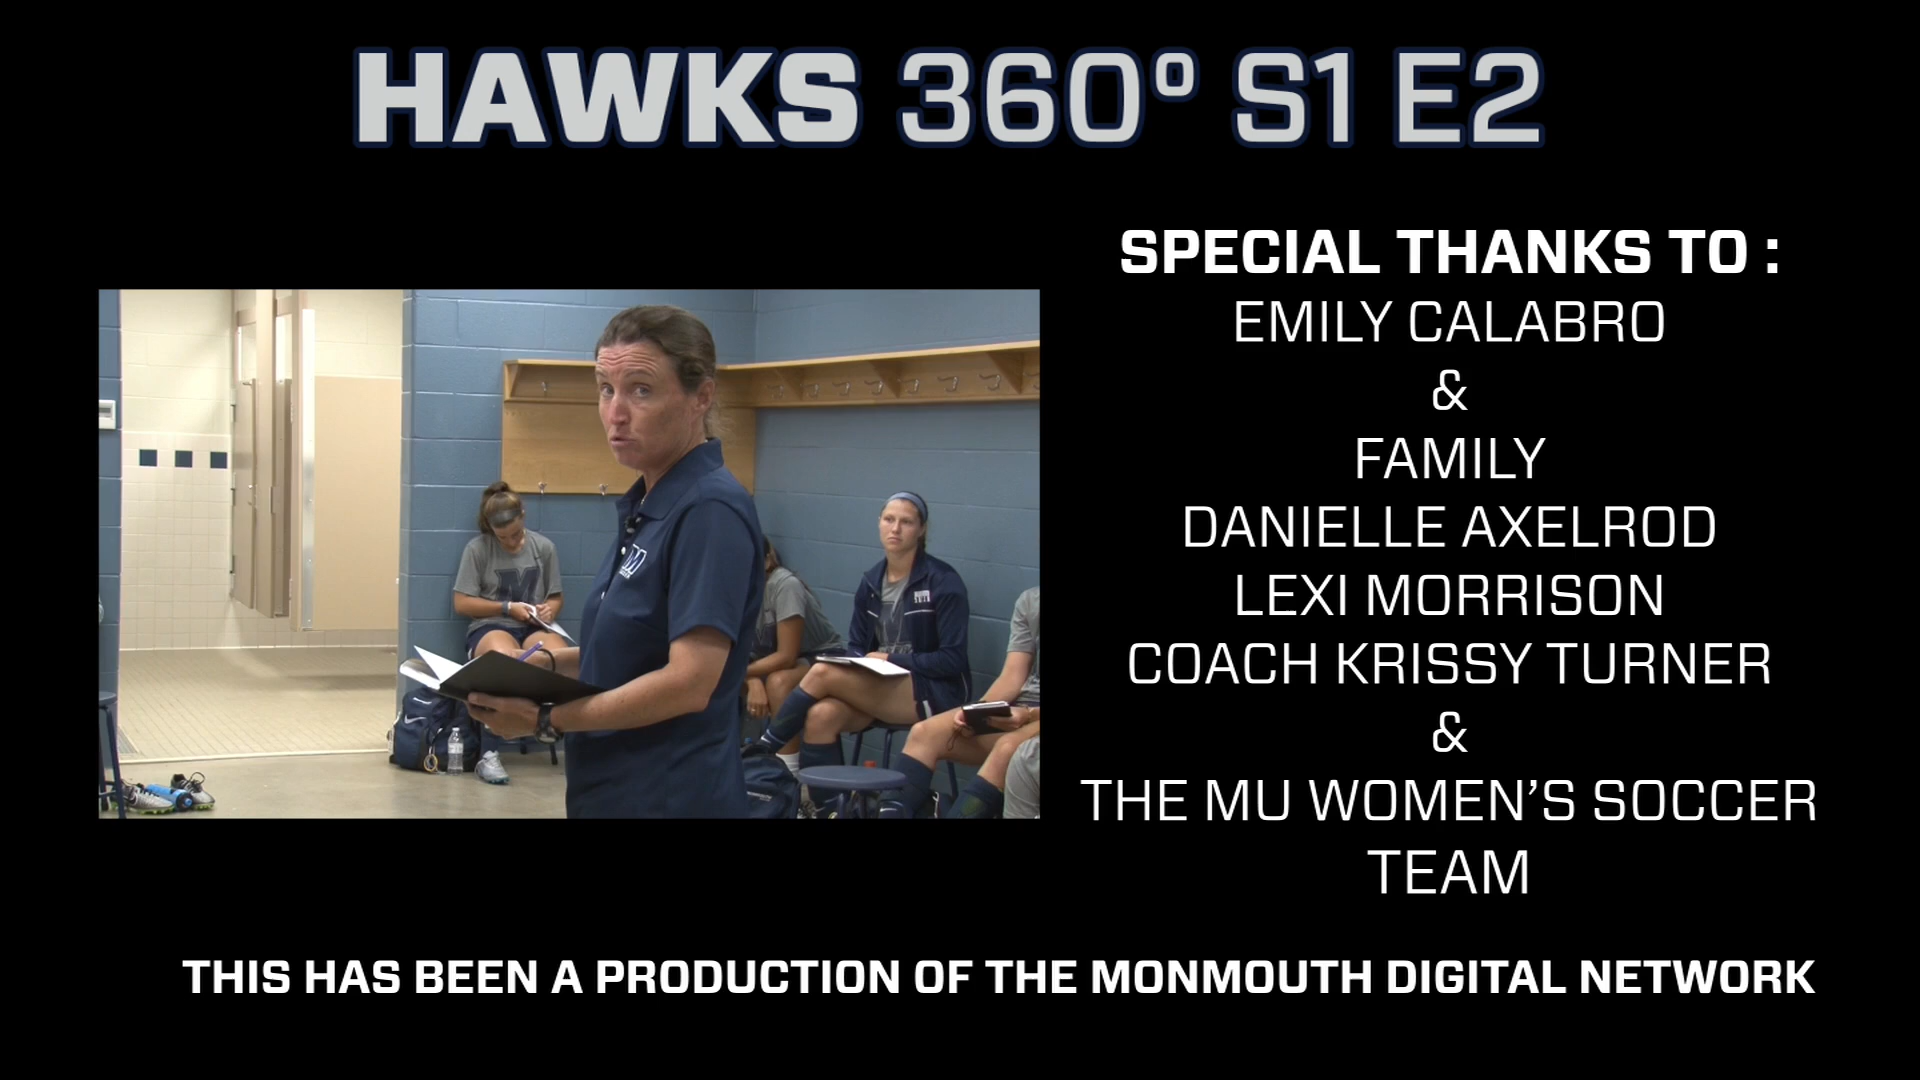 HAWKS 360° S1 E2
SPECIAL THANKS TO :
EMILY CALABRO
&
FAMILY
DANIELLE AXELROD
LEXI MORRISON
COACH KRISSY TURNER
&
THE MU WOMEN’S SOCCER
TEAM
M
THIS HAS BEEN A PRODUCTION OF THE MONMOUTH DIGITAL NETWORK